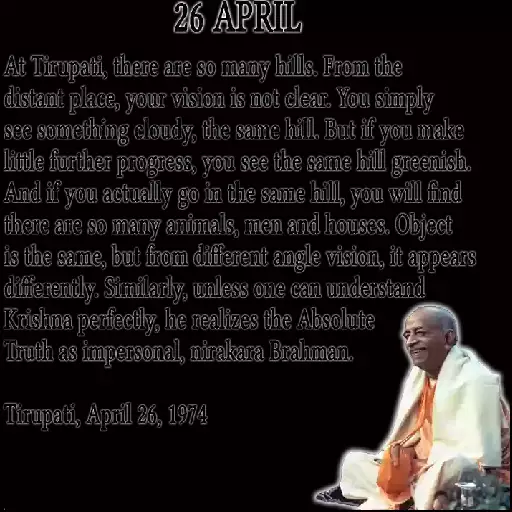 26 APRIL
At Tirupati, there are so many hills. From the
distant place, your vision is not clear. You simply
see something cloudy, the same hill. But if you make
little further progress, you see the same hill greenish.
And if you actually go in the same hill, you will find
there are so many animals, men and houses. Object
is the same, but from different angle vision, it appears
differently. Similarly, unless one can understand
Krishna perfectly, he realizes the Absolute
Truth as impersonal, nirakara Brahman.
Tirupati, April 26, 1974